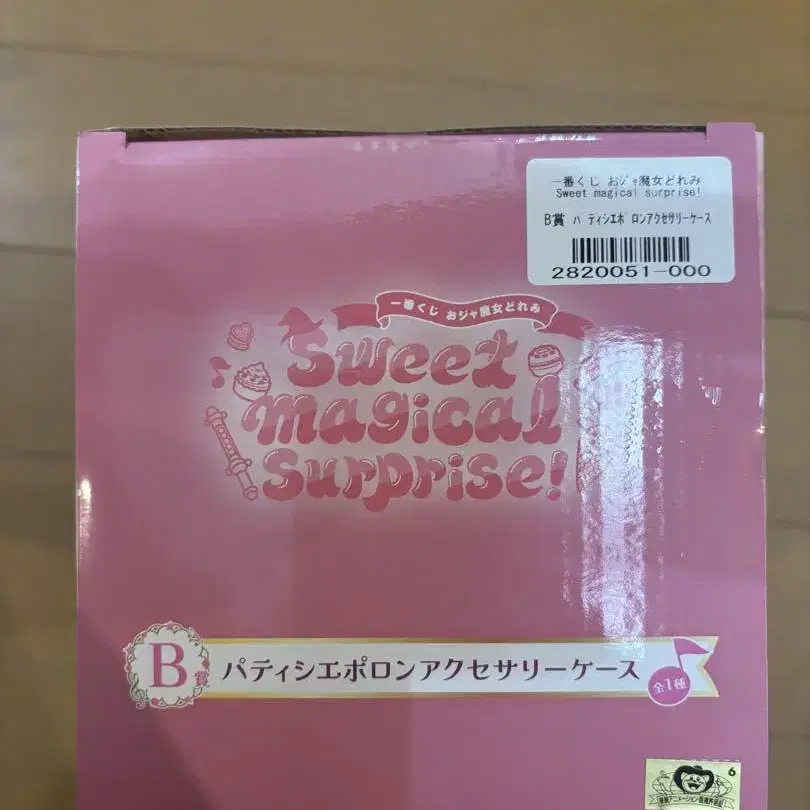 一番くじ おジャ魔女どれみ
Sweet magical surprise!
B賞 パティシエポロンアクセサリーケース
2820051-000
一番くじ おジャ魔女どれみ
Sweet
magical
surprise!
B賞 パティシエポロンアクセサリーケース
全1種
6